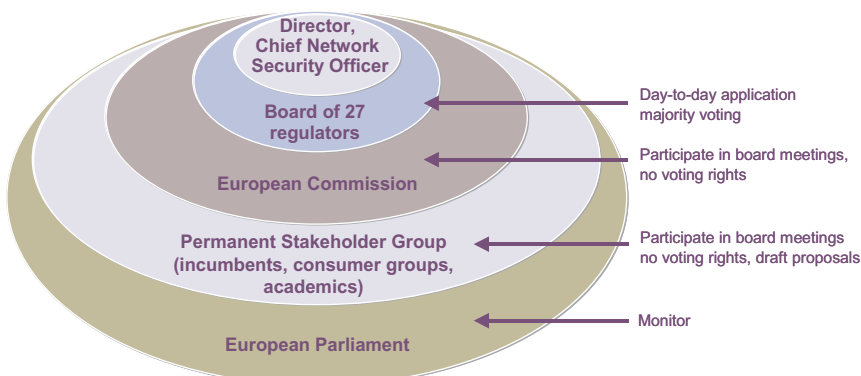 Director,
Chief Network
Security Officer
Board of 27
regulators
Day-to-day application
majority voting
European Commission
Participate in board meetings,
no voting rights
Permanent Stakeholder Group
(incumbents, consumer groups,
academics)
Participate in board meetings
no voting rights, draft proposals
European Parliament
Monitor